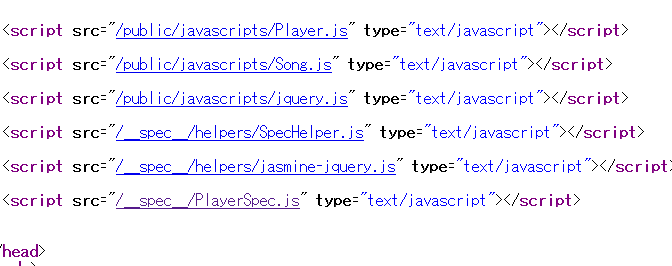 <script src="/public/javascripts/Player.js" type="text/javascript"></script>
<script src="/public/javascripts/Song.js" type="text/javascript"></script>
<script src="/public/javascripts/jquery.js" type="text/javascript"></script>
<script src="/__spec__/helpers/SpecHelper.js" type="text/javascript"></script>
<script src="/__spec__/helpers/jasmine-jquery.js" type="text/javascript"></script>
<script src="/__spec__/PlayerSpec.js" type="text/javascript"></script>
/head>